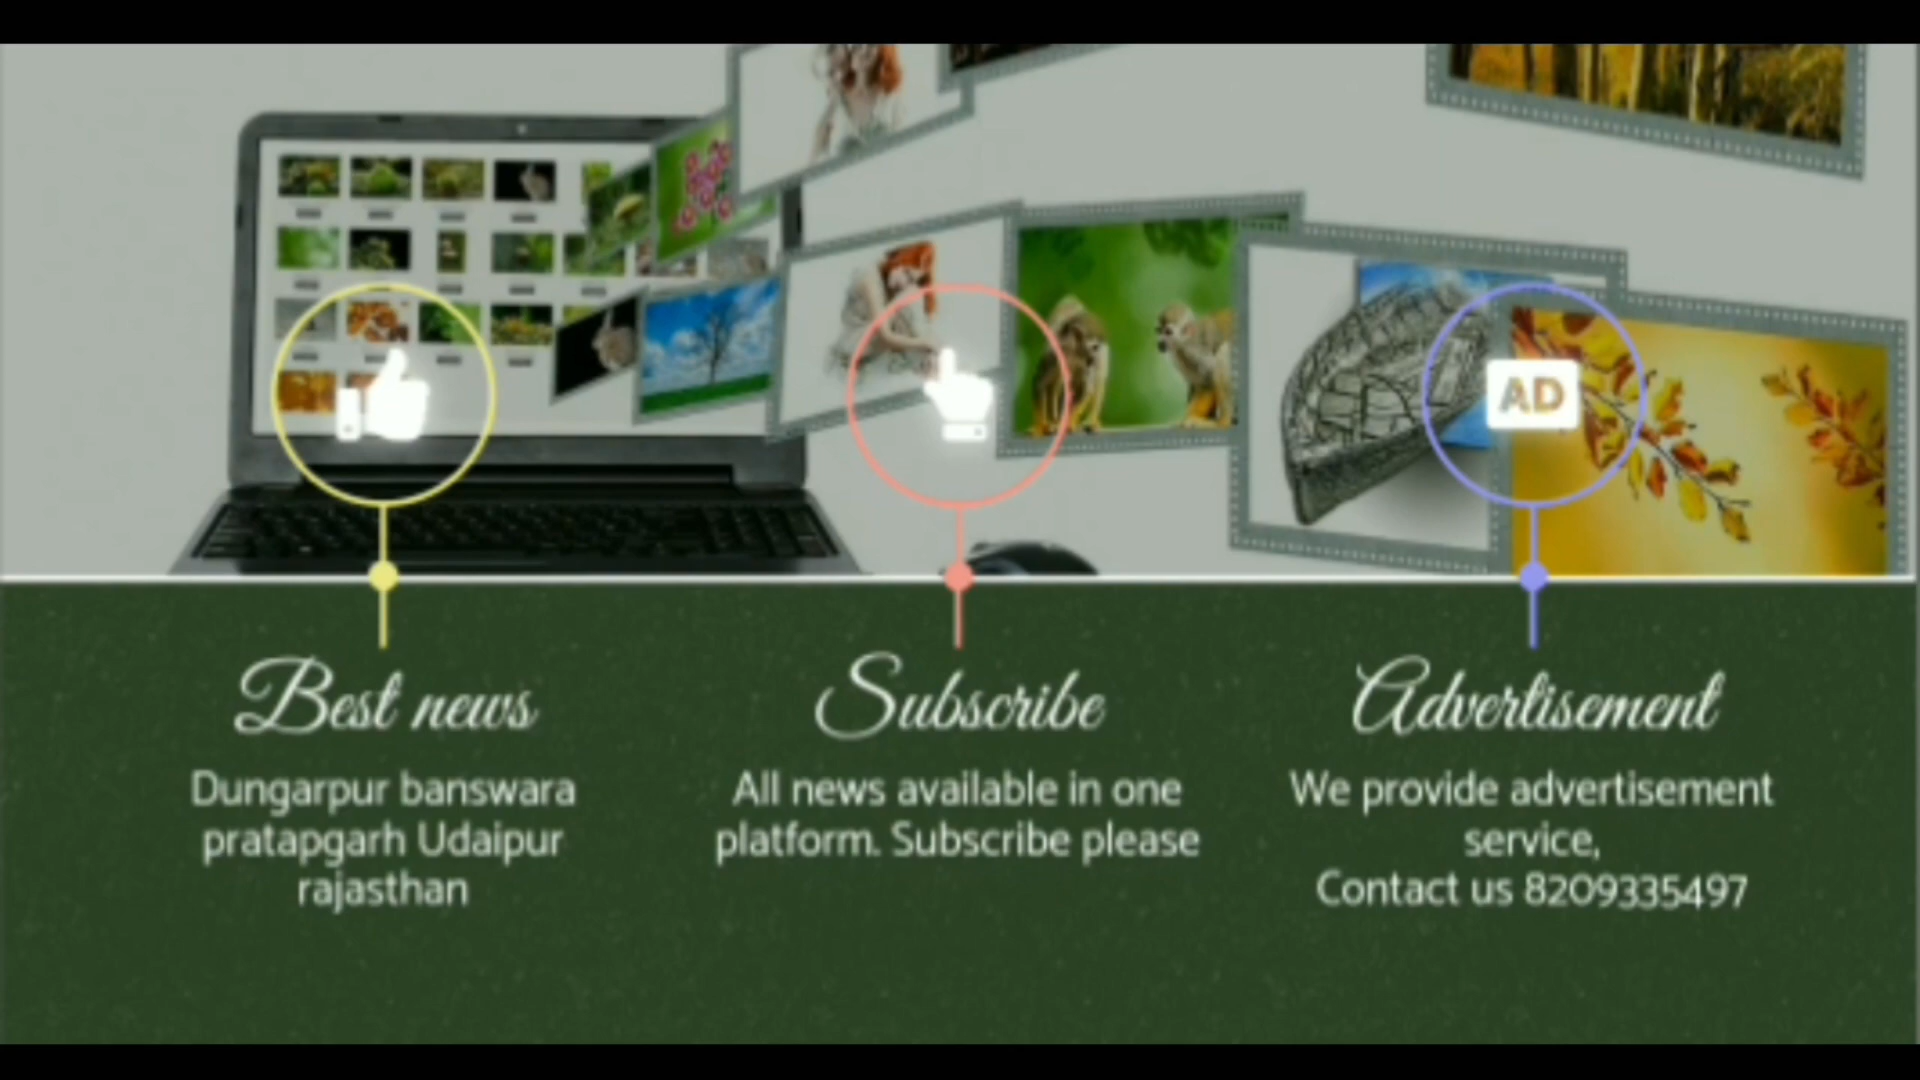 AD
Best news
Dungarpur banswara
pratapgarh Udaipur
rajasthan
Subscribe
All news available in one
platform. Subscribe please
Advertisement
We provide advertisement
service,
Contact us 8209335497